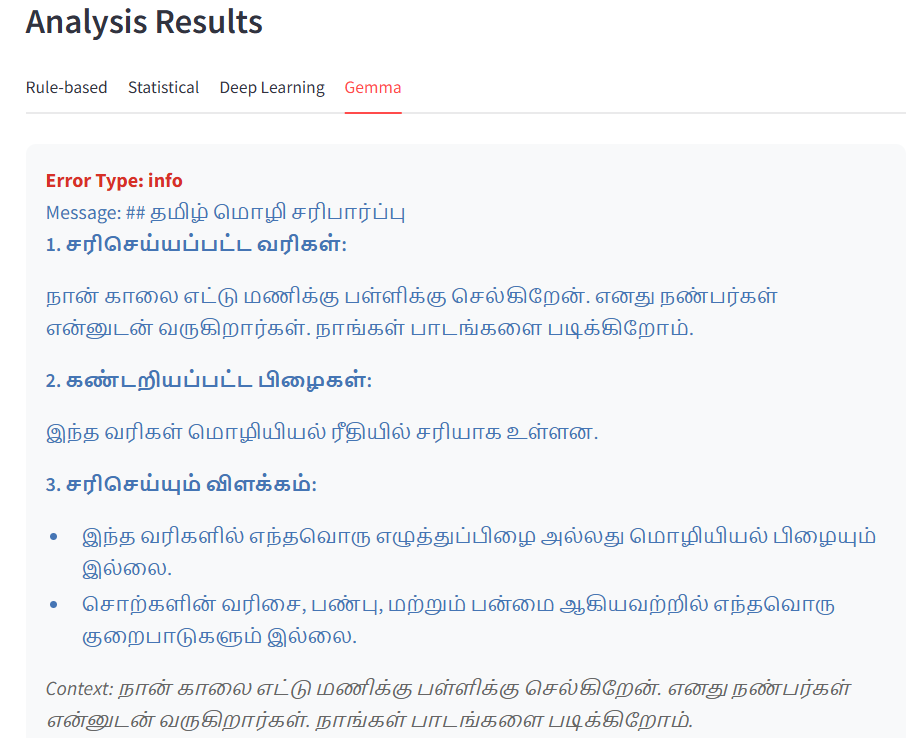 Analysis Results
Rule-based Statistical Deep Learning Gemma
Error Type: info
Message: ## தமிழ் மொழி சரிபார்ப்பு
1. சரிசெய்யப்பட்ட வரிகள்:
நான் காலை எட்டு மணிக்கு பள்ளிக்கு செல்கிறேன். எனது நண்பர்கள்
என்னுடன் வருகிறார்கள். நாங்கள் பாடங்களை படிக்கிறோம்.
2. கண்டறியப்பட்ட பிழைகள்:
இந்த வரிகள் மொழியியல் ரீதியில் சரியாக உள்ளன.
3. சரிசெய்யும் விளக்கம்:
• இந்த வரிகளில் எந்தவொரு எழுத்துப்பிழை அல்லது மொழியியல் பிழையும்
இல்லை.
• சொற்களின் வரிசை, பண்பு, மற்றும் பன்மை ஆகியவற்றில் எந்தவொரு
குறைபாடுகளும் இல்லை.
Context: நான் காலை எட்டு மணிக்கு பள்ளிக்கு செல்கிறேன். எனது நண்பர்கள்
என்னுடன் வருகிறார்கள். நாங்கள் பாடங்களை படிக்கிறோம்.